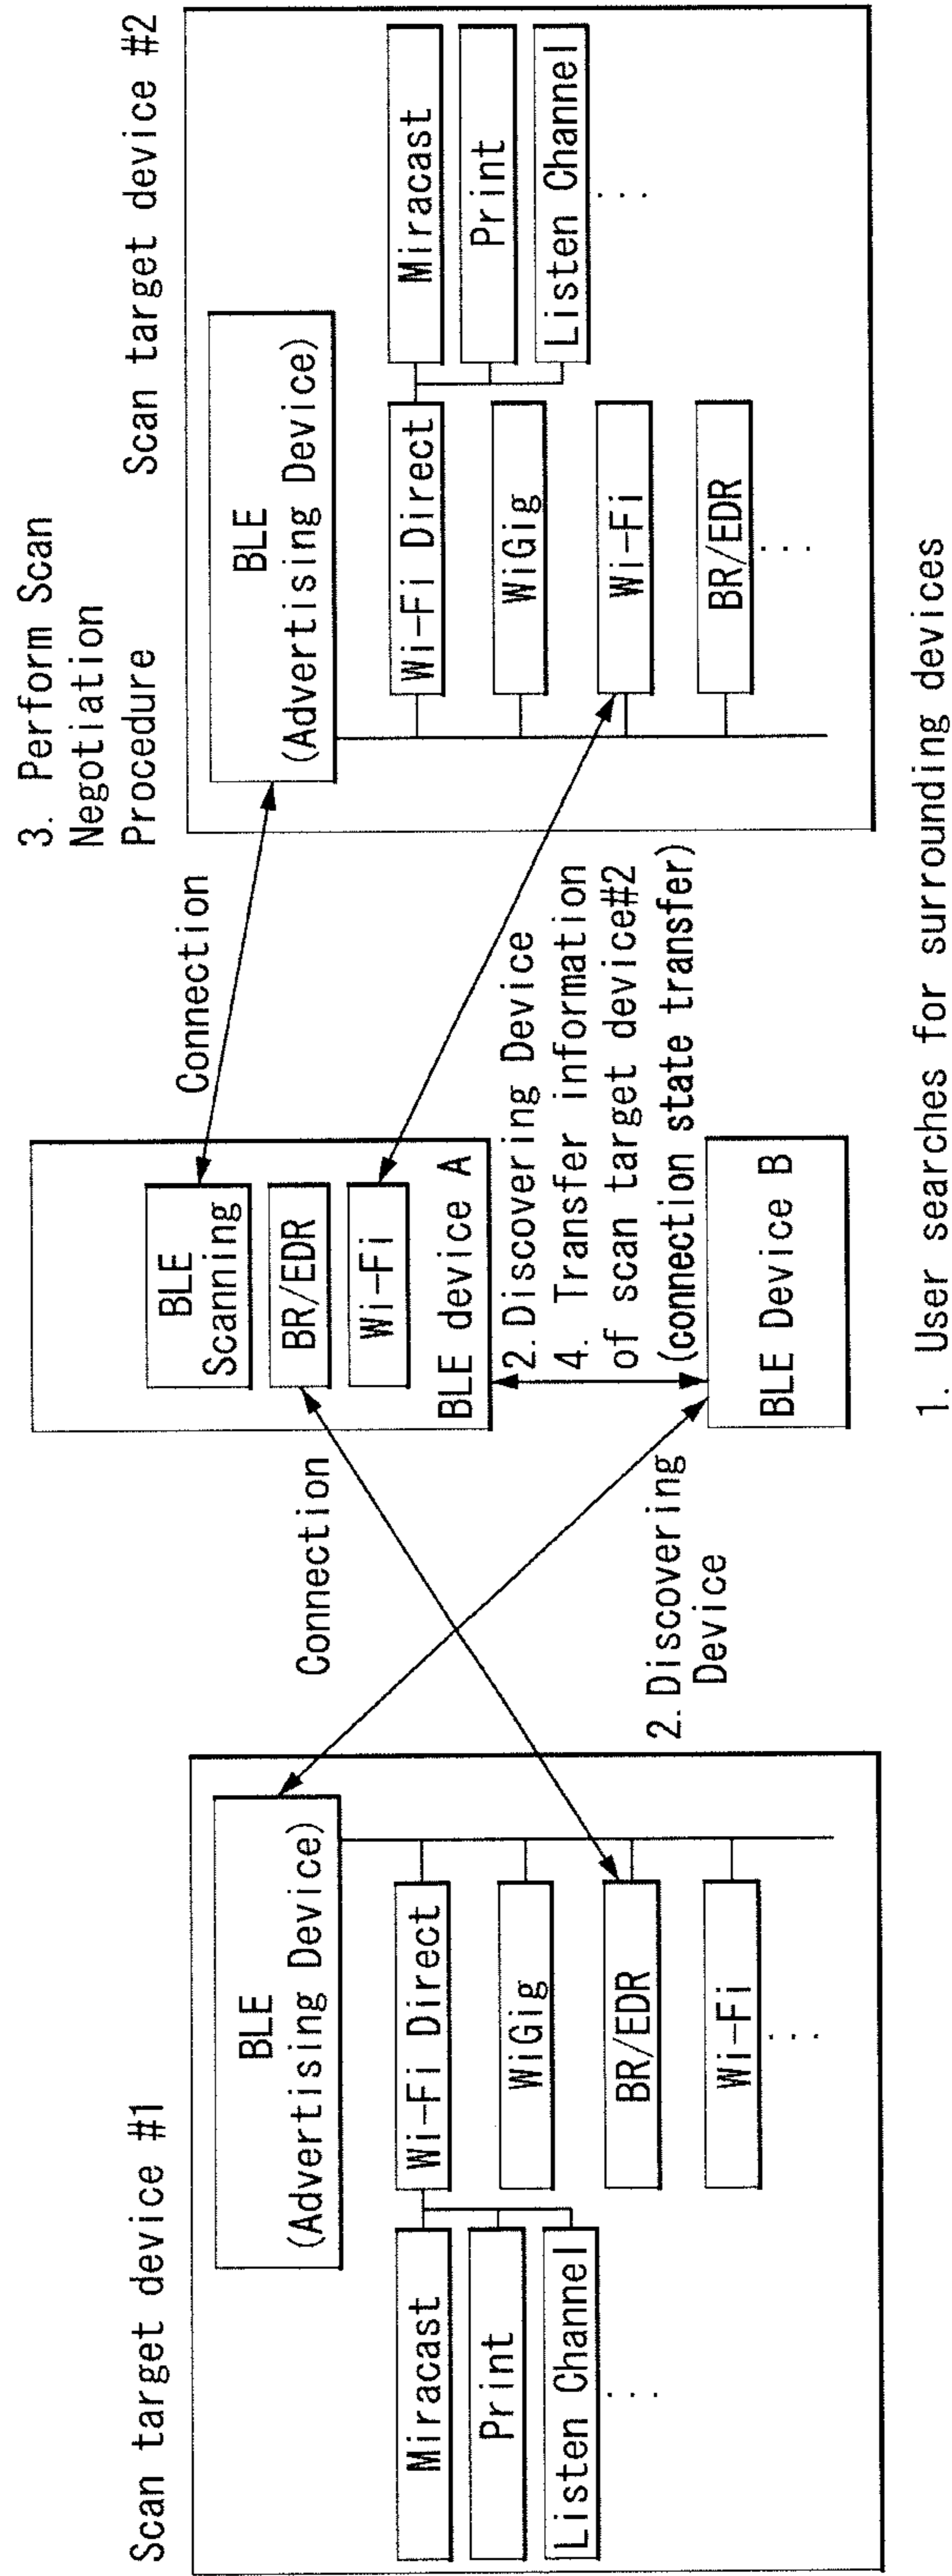 Scan target device #1
BLE
(Advertising Device)
Miracast
Print
Listen Channel
...
Wi-Fi Direct
WiGig
BR/EDR
Wi-Fi
...
Connection
2.Discovering
Device
BLE
Scanning
BR/EDR
Wi-Fi
BLE device A
2.Discovering Device
4. Transfer information
of scan target device#2
(connection state transfer)
BLE Device B
Connection
3. Perform Scan
Negotiation
Procedure
Scan target device #2
BLE
(Advertising Device)
Wi-Fi Direct
WiGig
Wi-Fi
BR/EDR
...
Miracast
Print
Listen Channel
...
1. User searches for surrounding devices